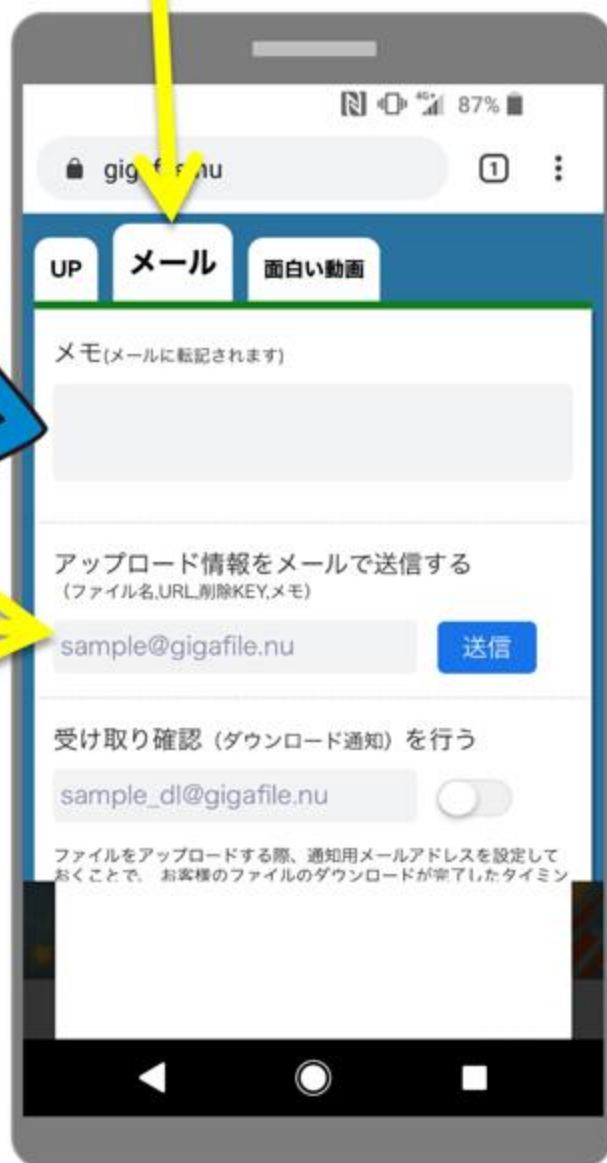 4G+ 87%
gigafile.nu 1
UP メール 面白い動画
メモ(メールに転記されます)
アップロード情報をメールで送信する
(ファイル名,URL,削除KEY,メモ)
sample@gigafile.nu 送信
受け取り確認(ダウンロード通知)を行う
sample_dl@gigafile.nu
ファイルをアップロードする際、通知用メールアドレスを設定して
おくことで、 お客様のファイルのダウンロードが完了したタイミン